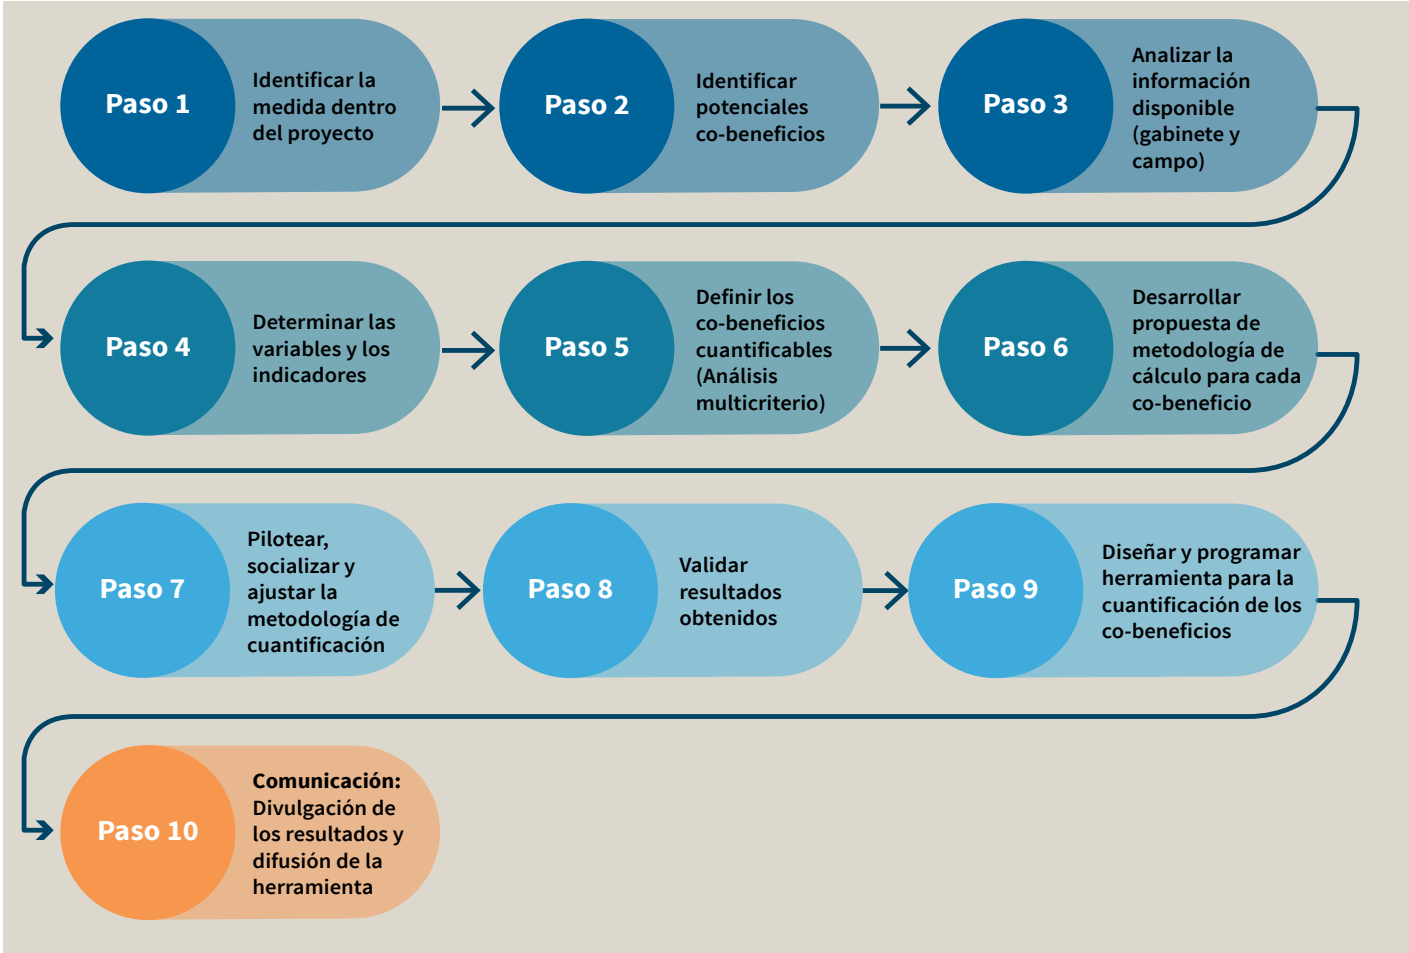 Paso 1
Identificar la
medida dentro
del proyecto
Paso 2
Identificar
potenciales
co-beneficios
Paso 3
Analizar la
información
disponible
(gabinete y
campo)
Paso 4
Determinar las
variables y los
indicadores
Paso 5
Definir los
co-beneficios
cuantificables
(Análisis
multicriterio)
Paso 6
Desarrollar
propuesta de
metodología de
cálculo para cada
co-beneficio
Paso 7
Pilotear,
socializar y
ajustar la
metodología de
cuantificación
Paso 8
Validar
resultados
obtenidos
Paso 9
Diseñar y programar
herramienta para la
cuantificación de los
co-beneficios
Paso 10
Comunicación:
Divulgación de
los resultados y
difusión de la
herramienta